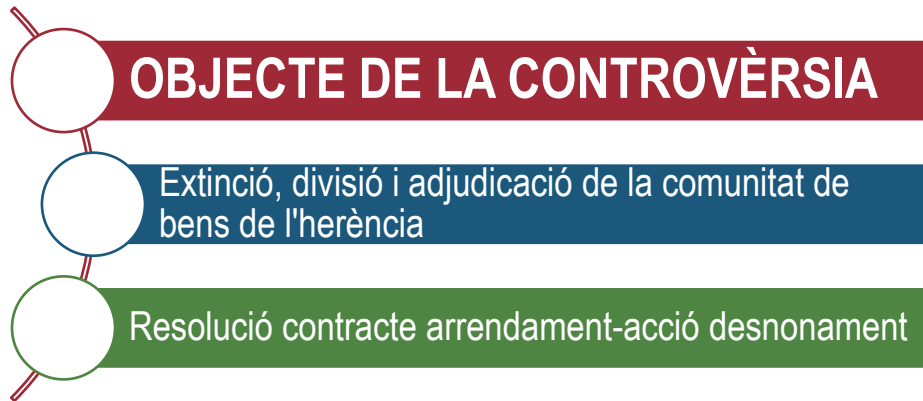 OBJECTE DE LA CONTROVÈRSIA
Extinció, divisió i adjudicació de la comunitat de
bens de l'herència
Resolució contracte arrendament-acció desnonament